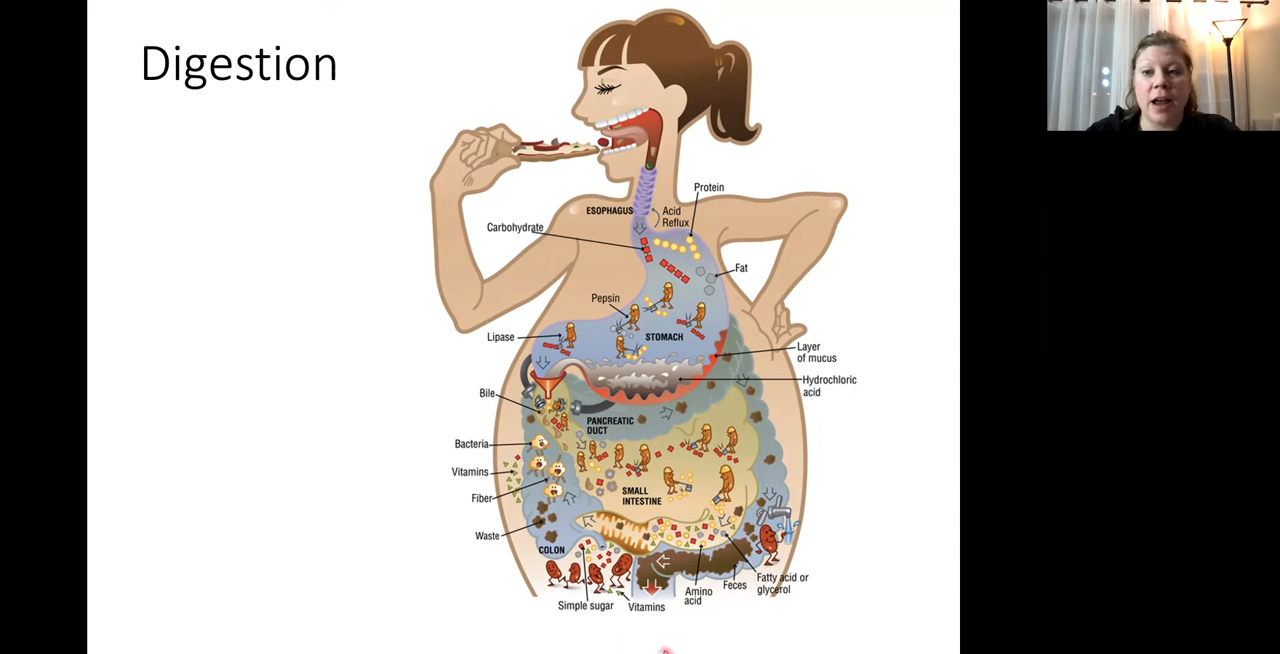 Digestion
Protein
ESOPHAGUS
Acid
Reflux
Carbohydrate
Fat
Pepsin
Lipase
STOMACH
Layer
of mucus
Hydrochloric
acid
Bile
PANCREATIC
DUCT
Bacteria
Vitamins
Fiber
SMALL
INTESTINE
Waste
COLON
Simple sugar
Vitamins
Amino
acid
Feces
Fatty acid or
glycerol